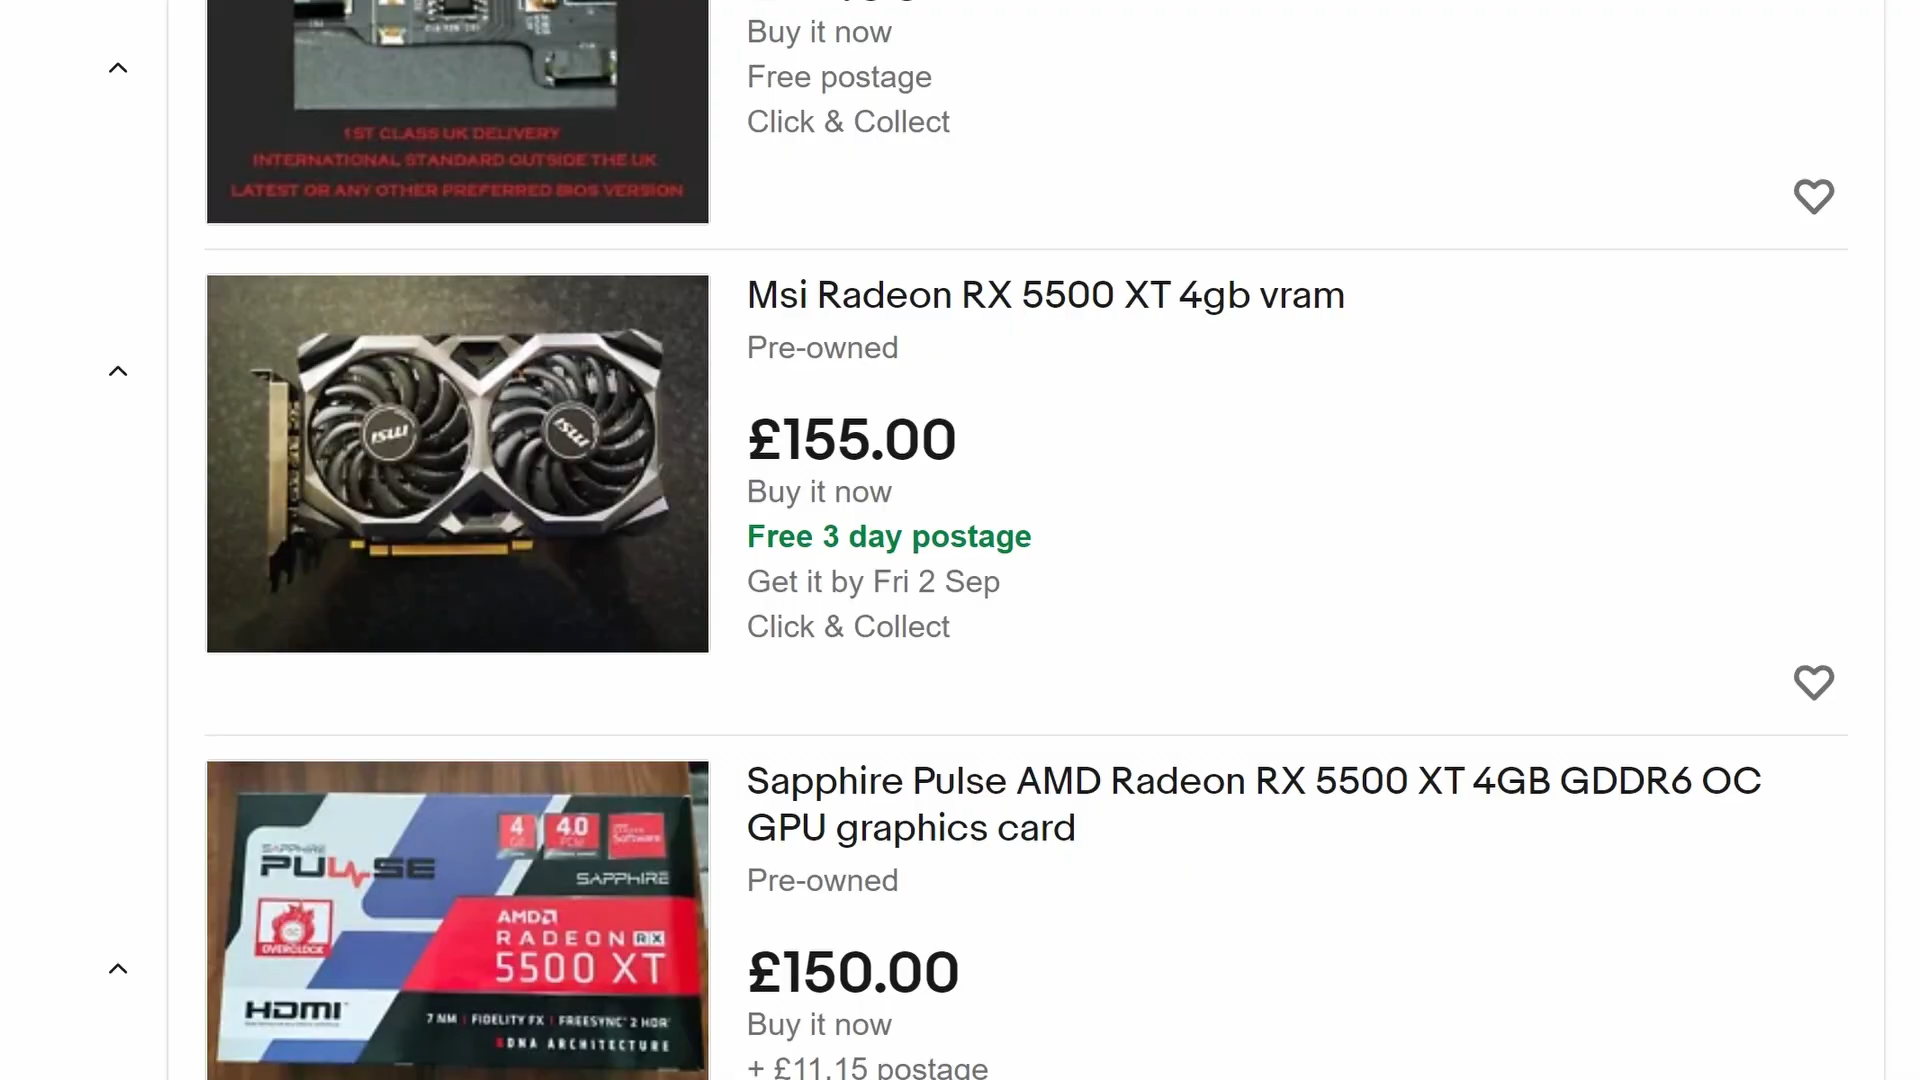 Buy it now
Free postage
Click & Collect
1ST CLASS UK DELIVERY
INTERNATIONAL STANDARD OUTSIDE THE UK
LATEST OR ANY OTHER PREFERRED BIOS VERSION
Msi Radeon RX 5500 XT 4gb vram
Pre-owned
£155.00
Buy it now
Free 3 day postage
Get it by Fri 2 Sep
Click & Collect
msi
msi
Sapphire Pulse AMD Radeon RX 5500 XT 4GB GDDR6 OC
GPU graphics card
Pre-owned
£150.00
Buy it now
+ £11.15 postage
4 4.0
Software
SAPPHIRE
PULSE
SAPPHIRE
OVERCLOCK
AMD
RADEON RX
5500 XT
HDMI
7 NM | FIDELITY FX | FREESYNC 2 HDR
RDNA ARCHITECTURE